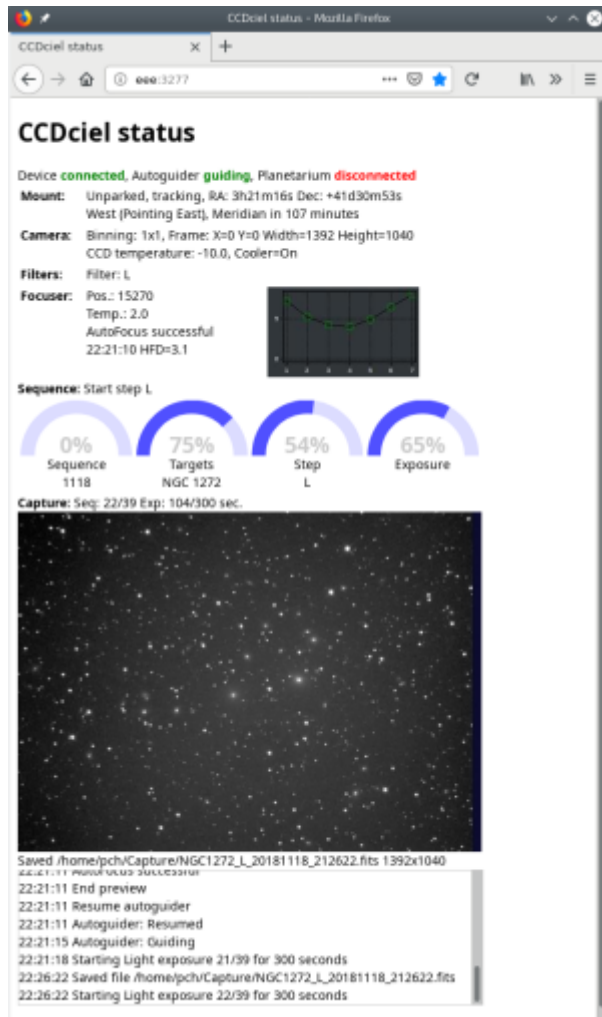 CCDciel status - Mozilla Firefox
CCDciel status
eee:3277
CCDciel status
Device connected, Autoguider guiding, Planetarium disconnected
Mount: Unparked, tracking, RA: 3h21m16s Dec: +41d30m53s
West (Pointing East), Meridian in 107 minutes
Camera: Binning: 1x1, Frame: X=0 Y=0 Width=1392 Height=1040
CCD temperature: -10.0, Cooler=On
Filters: Filter: L
Focuser: Pos.: 15270
Temp.: 2.0
AutoFocus successful
22:21:10 HFD=3.1
Sequence: Start step L
0% 75% 54% 65%
Sequence Targets Step Exposure
1118 NGC 1272 L
Capture: Seq: 22/39 Exp: 104/300 sec.
Saved /home/pch/Capture/NGC1272_L_20181118_212622.fits 1392x1040
22:21:11 AutoFocus successful
22:21:11 End preview
22:21:11 Resume autoguider
22:21:11 Autoguider: Resumed
22:21:15 Autoguider: Guiding
22:21:18 Starting Light exposure 21/39 for 300 seconds
22:26:22 Saved file /home/pch/Capture/NGC1272_L_20181118_212622.fits
22:26:22 Starting Light exposure 22/39 for 300 seconds